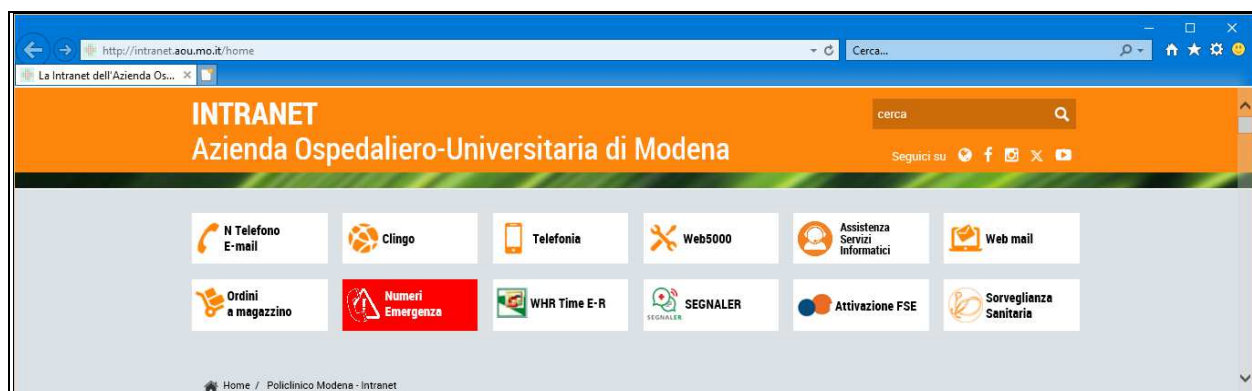 http://intranet.aou.mo.it/home
Cerca...
La Intranet dell'Azienda Os...
INTRANET
Azienda Ospedaliero-Universitaria di Modena
cerca
Seguici su
N Telefono
E-mail
Clingo
Telefonia
Web5000
Assistenza
Servizi
Informatici
Web mail
Ordini
a magazzino
Numeri
Emergenza
WHR Time E-R
SEGNALER
SEGNALER
Attivazione FSE
Sorveglianza
Sanitaria
Home / Policlinico Modena - Intranet